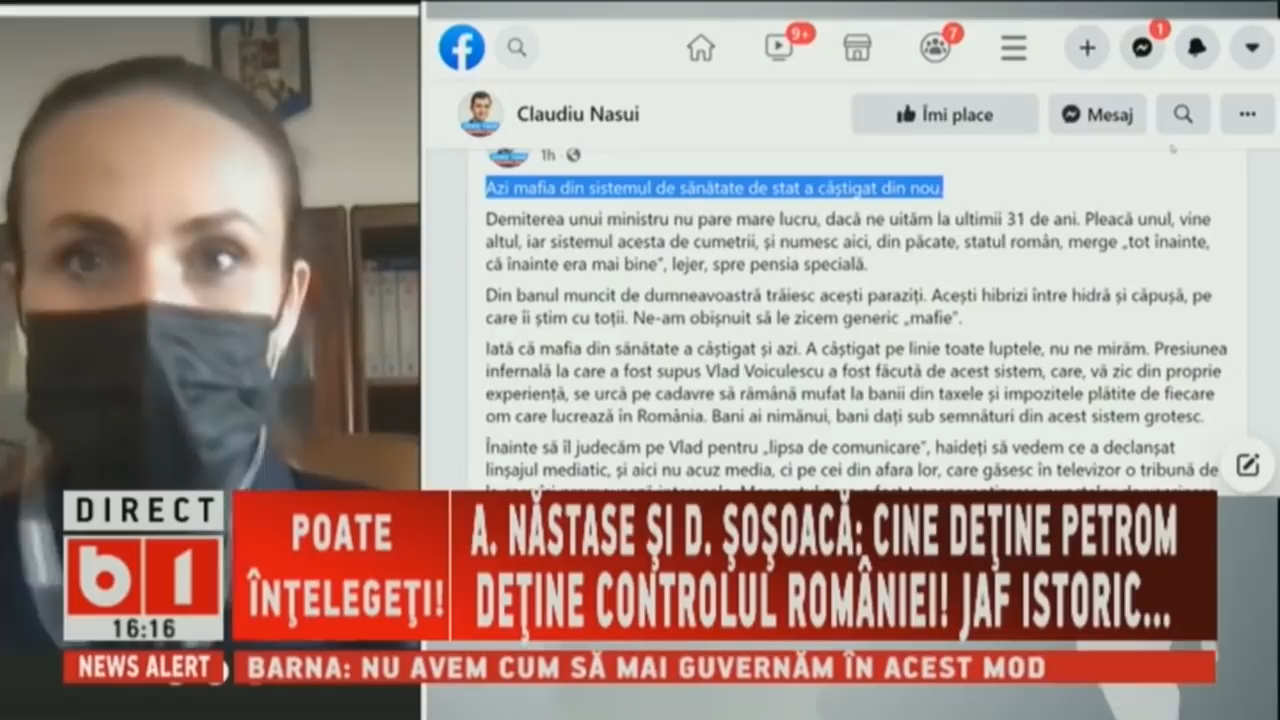 9+
7
1
Claudiu Nasui
Îmi place
Mesaj
1h
Azi mafia din sistemul de sănătate de stat a câștigat din nou.
Demiterea unui ministru nu pare mare lucru, dacă ne uităm la ultimii 31 de ani. Pleacă unul, vine
altul, iar sistemul acesta de cumetrii, și numesc aici, din păcate, statul român, merge „tot înainte,
că înainte era mai bine”, lejer, spre pensia specială.
Din banul muncit de dumneavoastră trăiesc acești paraziți. Acești hibrizi între hidră și căpușă, pe
care îi știm cu toții. Ne-am obișnuit să le zicem generic „mafie”.
Iată că mafia din sănătate a câștigat și azi. A câștigat pe linie toate luptele, nu ne mirăm. Presiunea
infernală la care a fost supus Vlad Voiculescu a fost făcută de acest sistem, care, vă zic din proprie
experiență, se urcă pe cadavre să rămână mufat la banii din taxele și impozitele plătite de fiecare
om care lucrează în România. Bani ai nimănui, bani dați sub semnături din acest sistem grotesc.
Înainte să îl judecăm pe Vlad pentru „lipsa de comunicare”, haideți să vedem ce a declanșat
linșajul mediatic, și aici nu acuz media, ci pe cei din afara lor, care găsesc în televizor o tribună de
DIRECT
b1
16:16
POATE
ÎNŢELEGEŢI!
A. NĂSTASE ŞI D. ŞOŞOACĂ: CINE DEŢINE PETROM
DEŢINE CONTROLUL ROMÂNIEI! JAF ISTORIC...
NEWS ALERT
BARNA: NU AVEM CUM SĂ MAI GUVERNĂM ÎN ACEST MOD